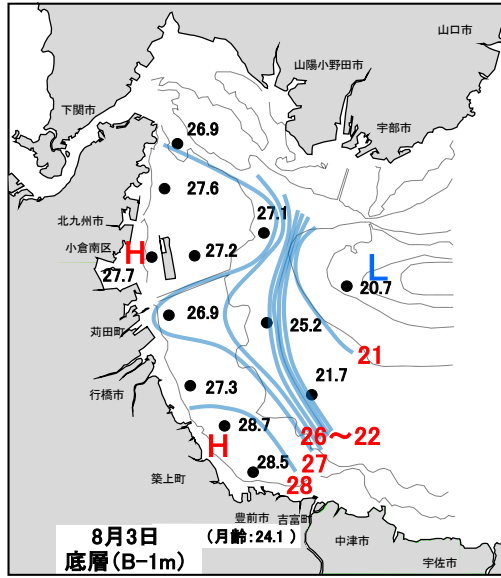 山口市
山陽小野田市
下関市
宇部市
26.9
27.6
北九州市
27.1
小倉南区
H
27.2
L
27.7
20.7
26.9
25.2
苅田町
21
21.7
27.3
行橋市
28.7
26～22
H
27
28.5
築上町
28
豊前市
吉富町
8月3日
(月齢:24.1 )
中津市
底層(B-1m)
宇佐市